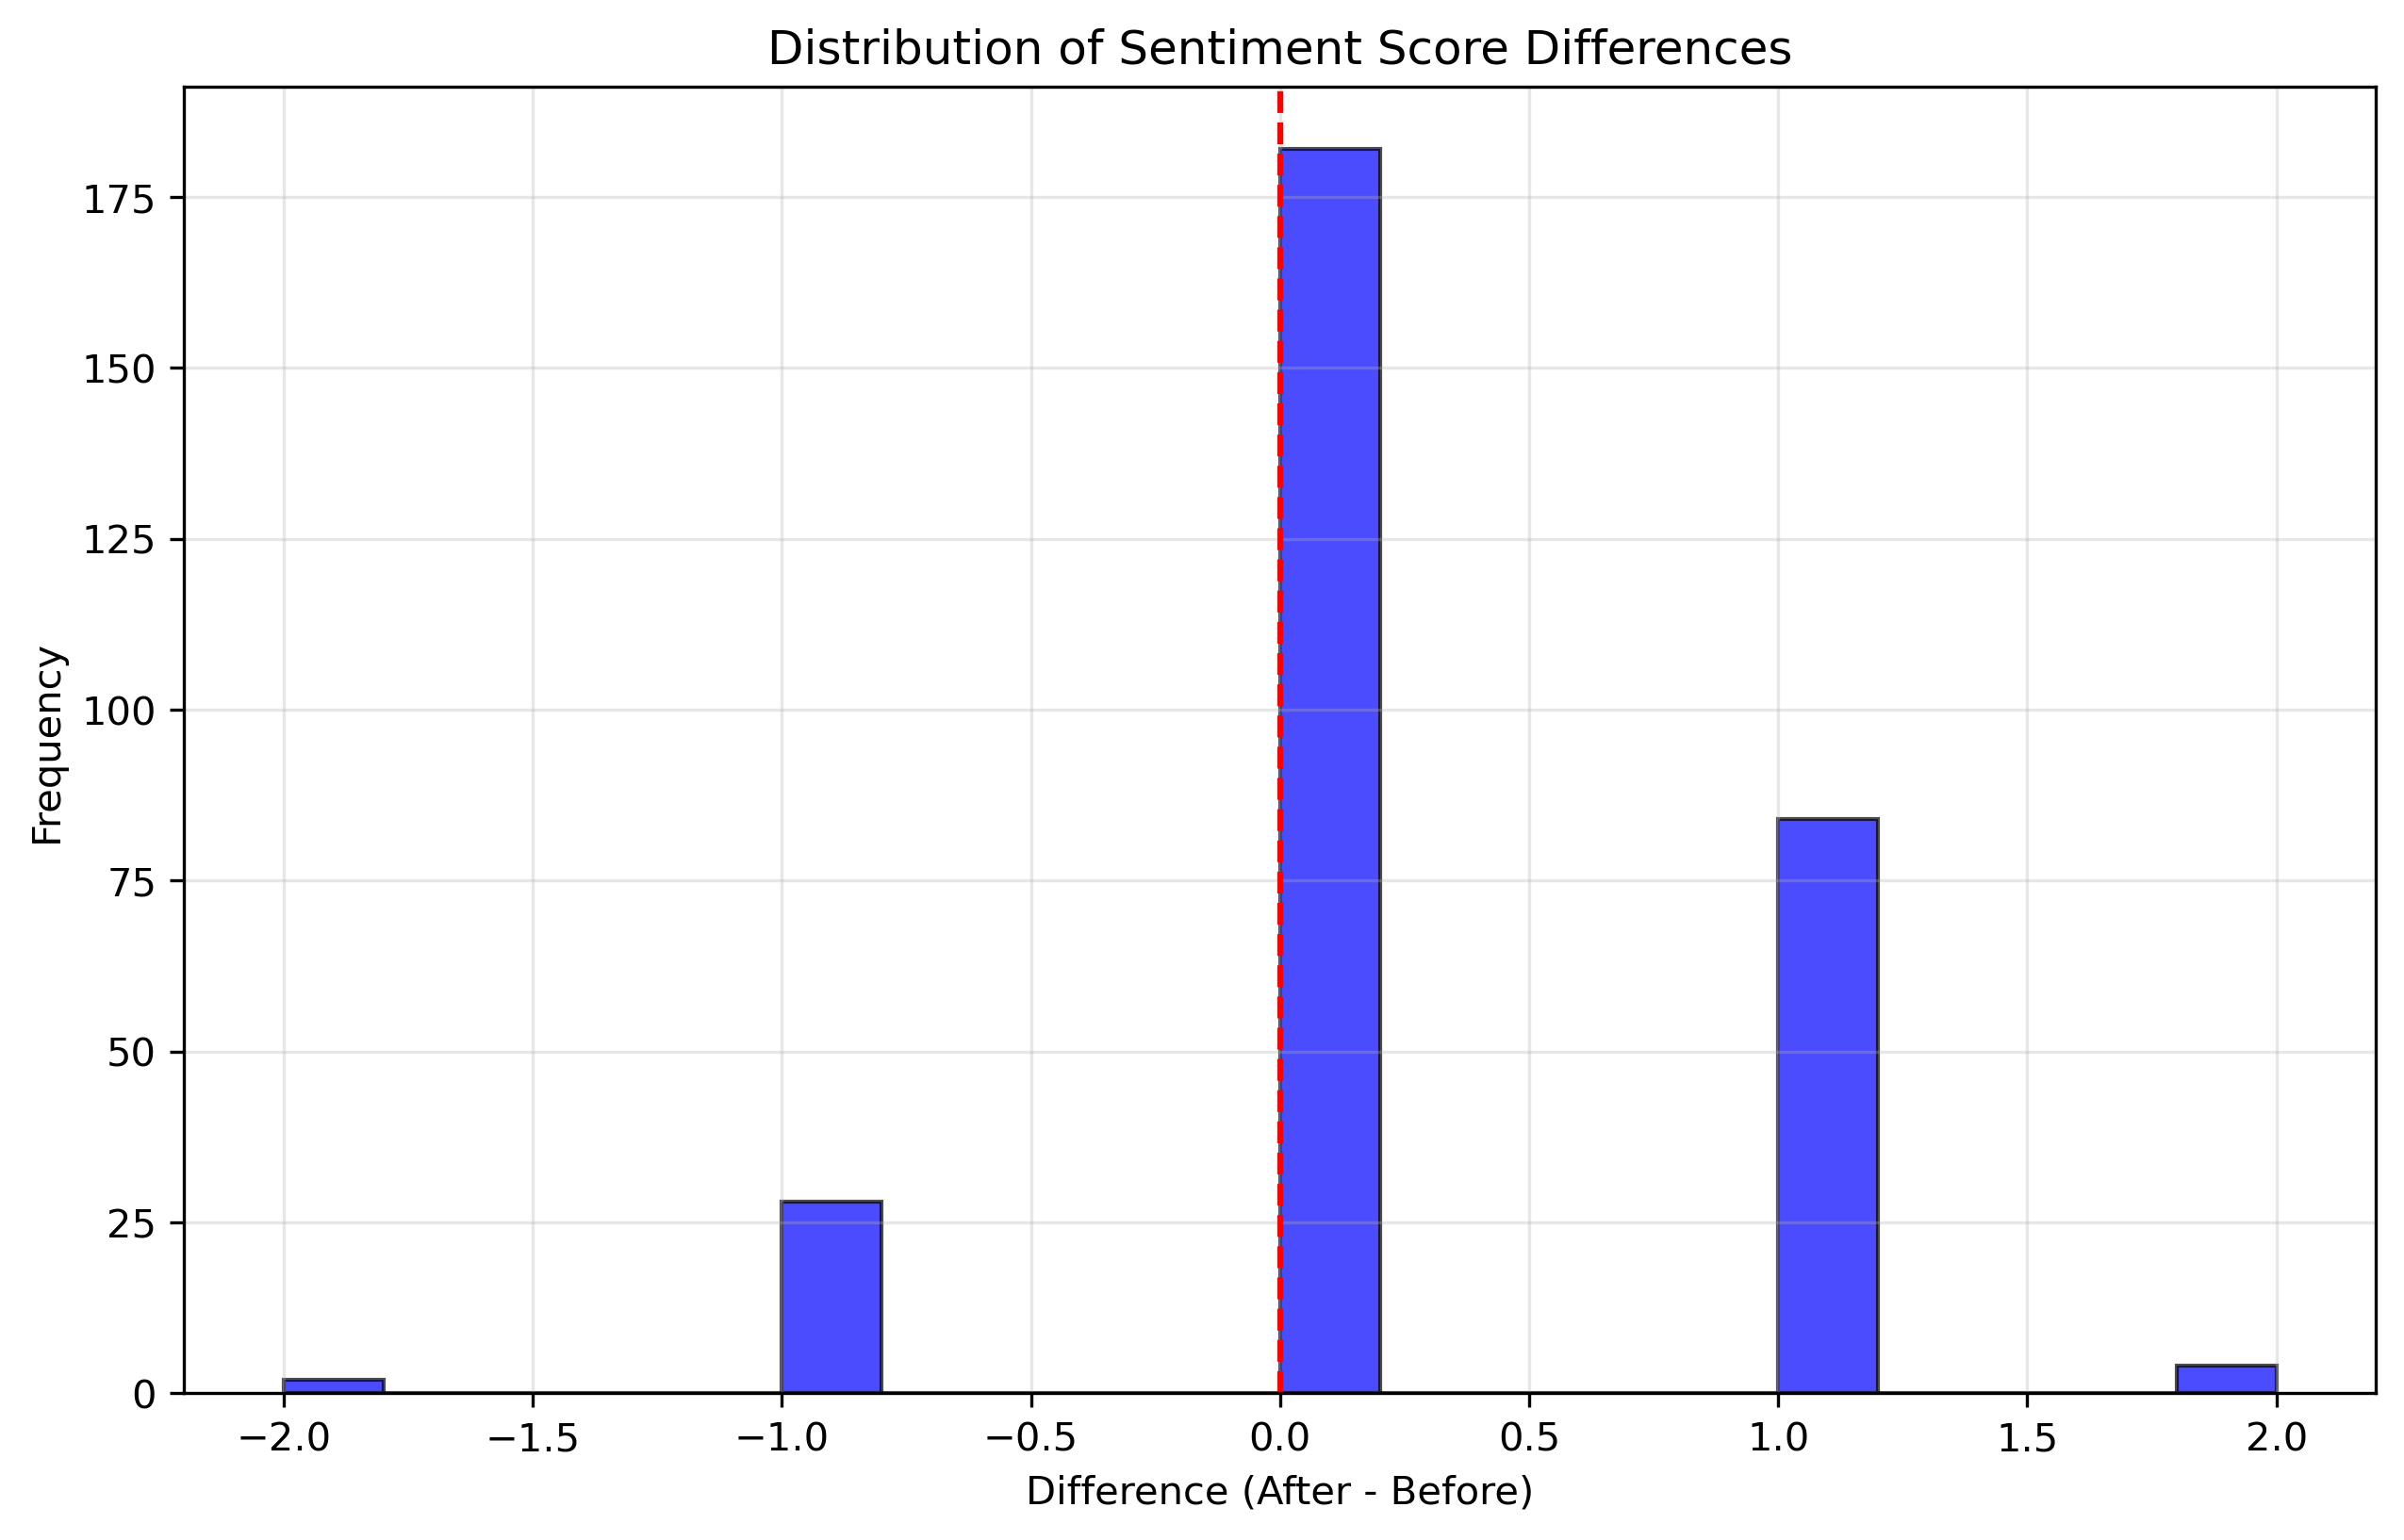 Distribution of Sentiment Score Differences
175
150
125
100
75
50
25
0
Frequency
−2.0 −1.5 −1.0 −0.5 0.0 0.5 1.0 1.5 2.0
Difference (After - Before)